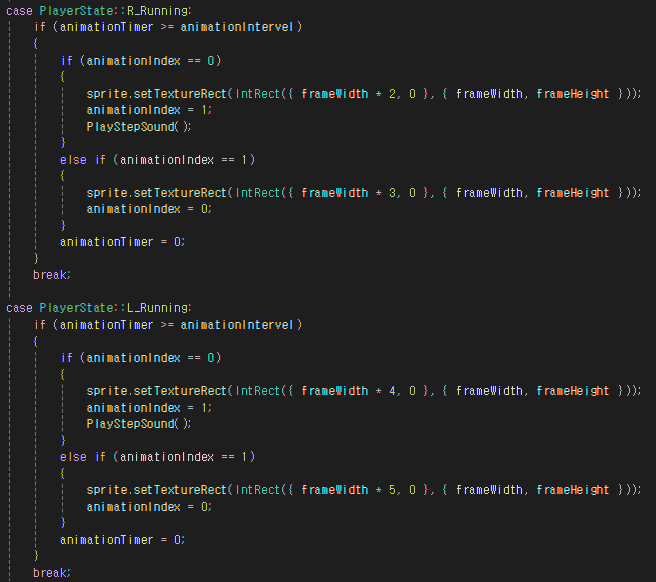 case PlayerState::R_Running:
if (animationTimer >= animationIntervel)
{
if (animationIndex == 0)
{
sprite.setTextureRect(IntRect({ frameWidth * 2, 0 }, { frameWidth, frameHeight }));
animationIndex = 1;
PlayStepSound();
}
else if (animationIndex == 1)
{
sprite.setTextureRect(IntRect({ frameWidth * 3, 0 }, { frameWidth, frameHeight }));
animationIndex = 0;
}
animationTimer = 0;
}
break;
case PlayerState::L_Running:
if (animationTimer >= animationIntervel)
{
if (animationIndex == 0)
{
sprite.setTextureRect(IntRect({ frameWidth * 4, 0 }, { frameWidth, frameHeight }));
animationIndex = 1;
PlayStepSound();
}
else if (animationIndex == 1)
{
sprite.setTextureRect(IntRect({ frameWidth * 5, 0 }, { frameWidth, frameHeight }));
animationIndex = 0;
}
animationTimer = 0;
}
break;